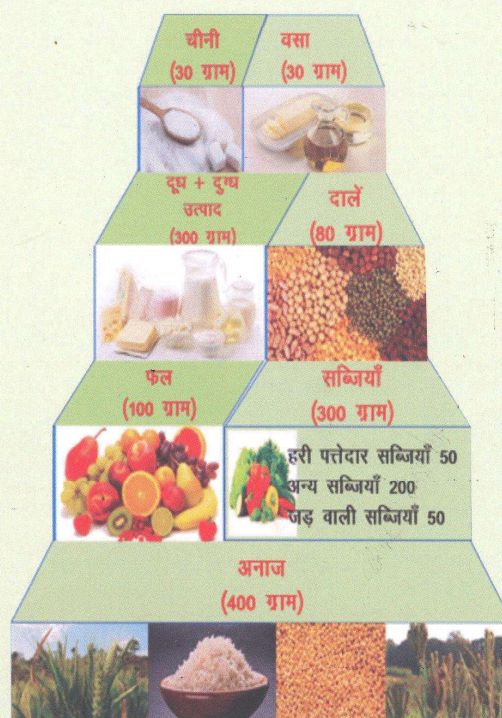 चीनी
(30 ग्राम)
वसा
(30 ग्राम)
दूध + दुग्ध
उत्पाद
(300 ग्राम)
दालें
(80 ग्राम)
फल
(100 ग्राम)
सब्जियाँ
(300 ग्राम)
हरी पत्तेदार सब्जियाँ 50
अन्य सब्जियाँ 200
जड़ वाली सब्जियाँ 50
अनाज
(400 ग्राम)